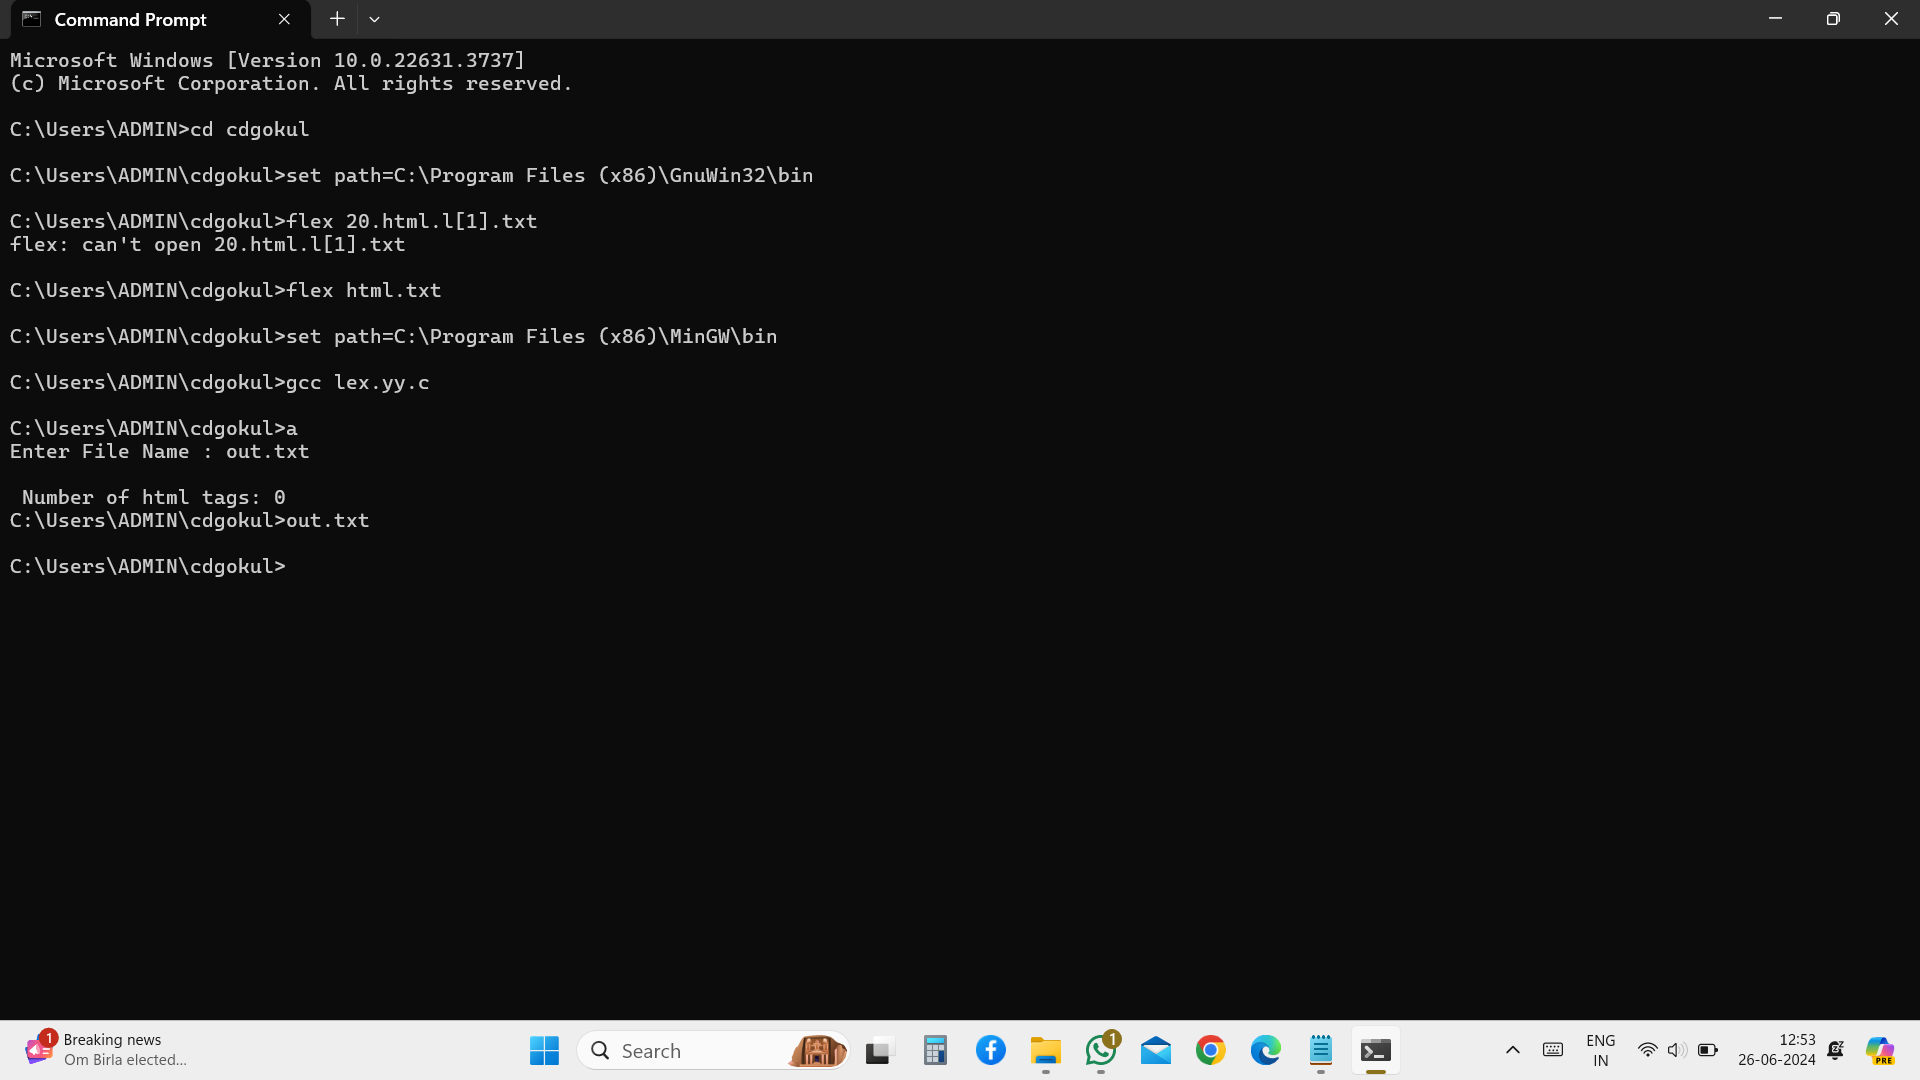 Command Prompt
Microsoft Windows [Version 10.0.22631.3737]
(c) Microsoft Corporation. All rights reserved.
C:\Users\ADMIN>cd cdgokul
C:\Users\ADMIN\cdgokul>set path=C:\Program Files (x86)\GnuWin32\bin
C:\Users\ADMIN\cdgokul>flex 20.html.l[1].txt
flex: can't open 20.html.l[1].txt
C:\Users\ADMIN\cdgokul>flex html.txt
C:\Users\ADMIN\cdgokul>set path=C:\Program Files (x86)\MinGW\bin
C:\Users\ADMIN\cdgokul>gcc lex.yy.c
C:\Users\ADMIN\cdgokul>a
Enter File Name : out.txt
 Number of html tags: 0
C:\Users\ADMIN\cdgokul>out.txt
C:\Users\ADMIN\cdgokul>
1
Breaking news
Om Birla elected...
Search
1
ENG
IN
12:53
26-06-2024
PRE